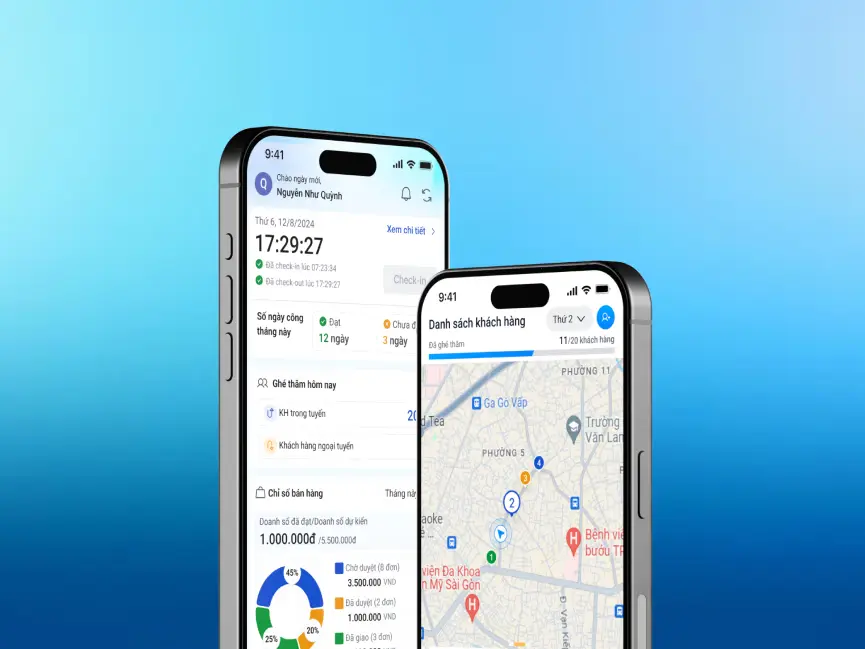 9:41
Q
Chào ngày mới,
Nguyễn Như Quỳnh
Thứ 6, 12/8/2024
Xem chi tiết
17:29:27
Đã check-in lúc 07:23:34
Đã check-out lúc 17:29:27
Check-in
Số ngày công
tháng này
Đạt
12 ngày
Chưa đ
3 ngày
Ghé thăm hôm nay
KH trong tuyến
20
Khách hàng ngoại tuyến
Chỉ số bán hàng
Tháng này
Doanh số đã đạt/Doanh số dự kiến
1.000.000đ /5.500.000đ
45%
20%
25%
Chờ duyệt (8 đơn)
3.500.000 VND
Đã duyệt (2 đơn)
1.000.000 VND
Đã giao (3 đơn)
9:41
Danh sách khách hàng
Thứ 2
Đã ghé thăm
11/20 khách hàng
PHƯỜNG 11
Ga Gò Vấp
d Tea
Trường
Văn Lan
PHƯỜNG 5
4
3
2
1
aoke
Bệnh việ
bướu TP
viện Đa Khoa
n Mỹ Sài Gòn
H
H